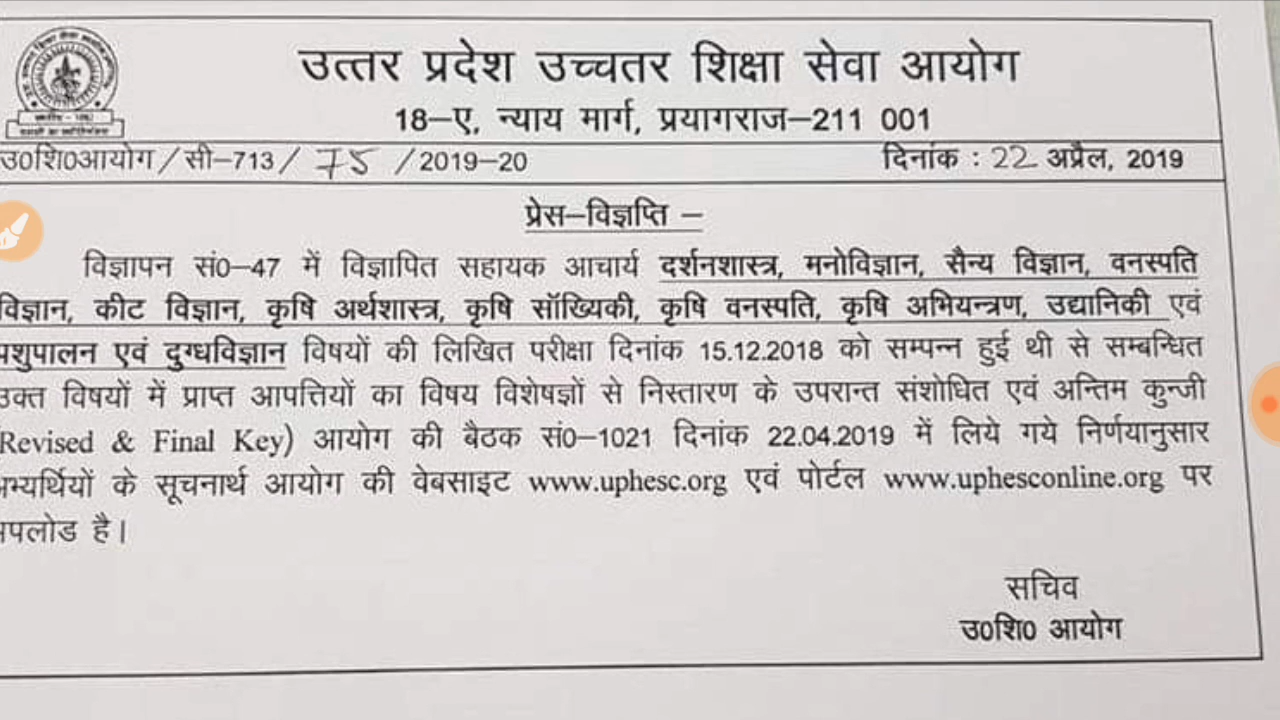 उत्तर प्रदेश उच्चतर शिक्षा सेवा आयोग
18–ए, न्याय मार्ग, प्रयागराज–211 001
उ0शि0आयोग / सी–713 / 75 / 2019–20 दिनांक : 22 अप्रैल, 2019
प्रेस–विज्ञप्ति –
विज्ञापन सं0–47 में विज्ञापित सहायक आचार्य दर्शनशास्त्र, मनोविज्ञान, सैन्य विज्ञान, वनस्पति
विज्ञान, कीट विज्ञान, कृषि अर्थशास्त्र, कृषि सॉख्यिकी, कृषि वनस्पति, कृषि अभियन्त्रण, उद्यानिकी एवं
पशुपालन एवं दुग्धविज्ञान विषयों की लिखित परीक्षा दिनांक 15.12.2018 को सम्पन्न हुई थी से सम्बन्धित
उक्त विषयों में प्राप्त आपत्तियों का विषय विशेषज्ञों से निस्तारण के उपरान्त संशोधित एवं अन्तिम कुन्जी
(Revised & Final Key) आयोग की बैठक सं0–1021 दिनांक 22.04.2019 में लिये गये निर्णयानुसार
अभ्यर्थियों के सूचनार्थ आयोग की वेबसाइट www.uphesc.org एवं पोर्टल www.uphesconline.org पर
अपलोड है।
सचिव
उ0शि0 आयोग